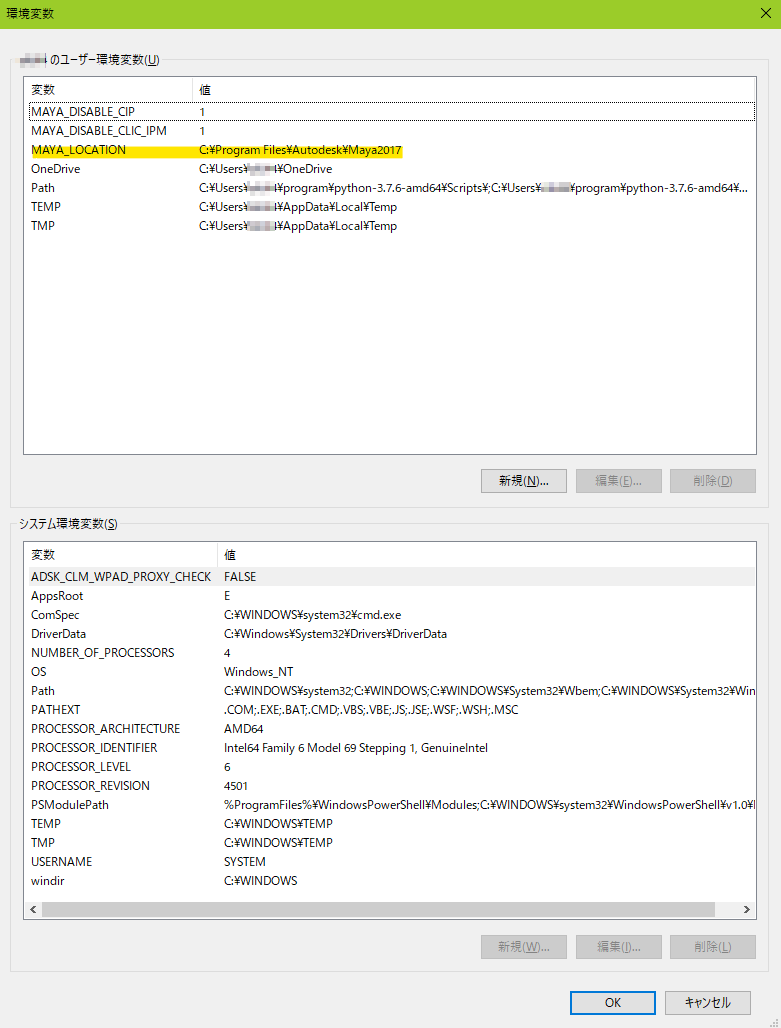 環境変数
のユーザー環境変数(U)
変数 値
MAYA_DISABLE_CIP 1
MAYA_DISABLE_CLIC_IPM 1
MAYA_LOCATION C:¥Program Files¥Autodesk¥Maya2017
OneDrive C:¥Users¥ ¥OneDrive
Path C:¥Users¥ ¥program¥python-3.7.6-amd64¥Scripts¥;C:¥Users¥ ¥program¥python-3.7.6-amd64¥...
TEMP C:¥Users¥ ¥AppData¥Local¥Temp
TMP C:¥Users¥ ¥AppData¥Local¥Temp
新規(N)... 編集(E)... 削除(D)
システム環境変数(S)
変数 値
ADSK_CLM_WPAD_PROXY_CHECK FALSE
AppsRoot E
ComSpec C:¥WINDOWS¥system32¥cmd.exe
DriverData C:¥Windows¥System32¥Drivers¥DriverData
NUMBER_OF_PROCESSORS 4
OS Windows_NT
Path C:¥WINDOWS¥system32;C:¥WINDOWS;C:¥WINDOWS¥System32¥Wbem;C:¥WINDOWS¥System32¥Win
PATHEXT .COM;.EXE;.BAT;.CMD;.VBS;.VBE;.JS;.JSE;.WSF;.WSH;.MSC
PROCESSOR_ARCHITECTURE AMD64
PROCESSOR_IDENTIFIER Intel64 Family 6 Model 69 Stepping 1, GenuineIntel
PROCESSOR_LEVEL 6
PROCESSOR_REVISION 4501
PSModulePath %ProgramFiles%¥WindowsPowerShell¥Modules;C:¥WINDOWS¥system32¥WindowsPowerShell¥v1.0¥
TEMP C:¥WINDOWS¥TEMP
TMP C:¥WINDOWS¥TEMP
USERNAME SYSTEM
windir C:¥WINDOWS
新規(W)... 編集(I)... 削除(L)
OK キャンセル